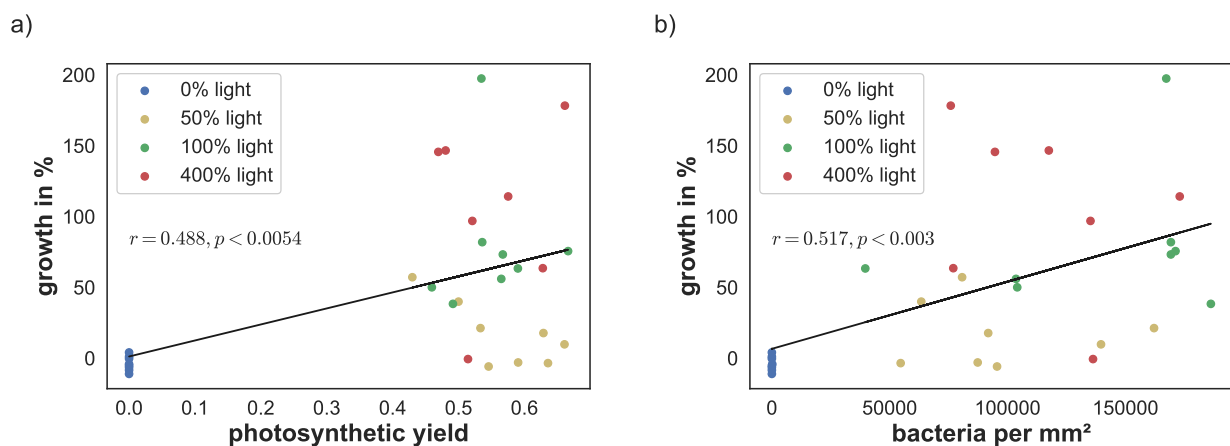 a)
200
150
100
50
0
growth in %
0% light
50% light
100% light
400% light
r = 0.488, p < 0.0054
0.0 0.1 0.2 0.3 0.4 0.5 0.6
photosynthetic yield
b)
200
150
100
50
0
growth in %
0% light
50% light
100% light
400% light
r = 0.517, p < 0.003
0 50000 100000 150000
bacteria per mm²